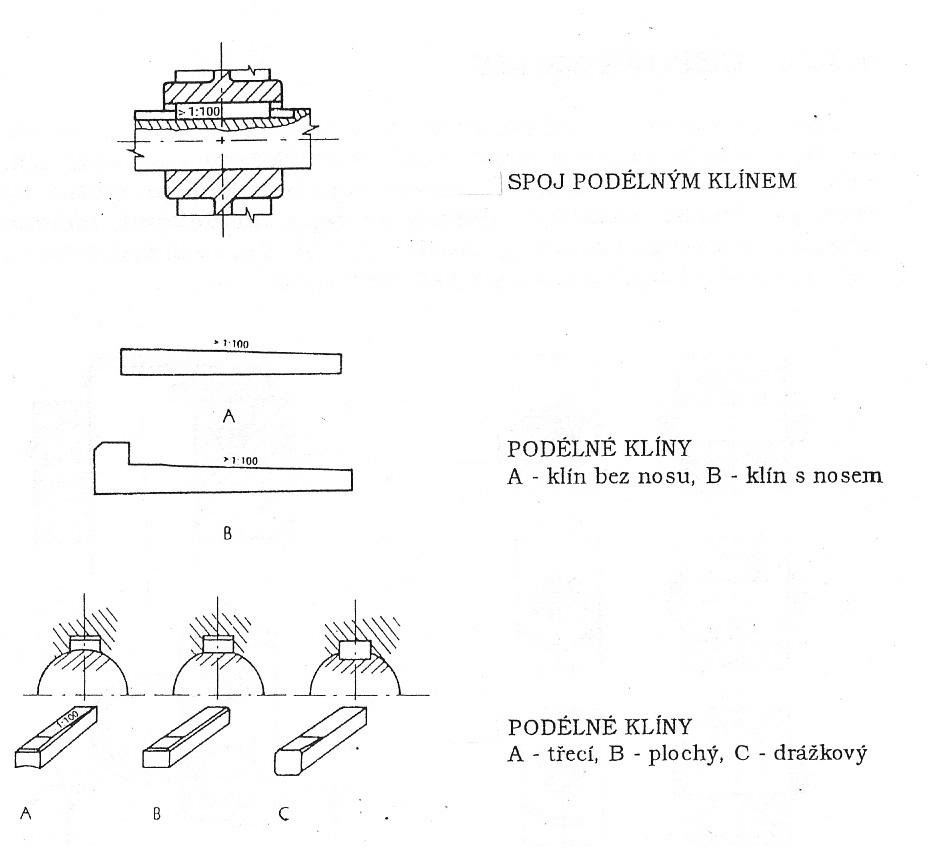 > 1:100
SPOJ PODÉLNÝM KLÍNEM
> 1:100
A
> 1:100
B
PODÉLNÉ KLÍNY
A - klín bez nosu, B - klín s nosem
1:100
A B C
PODÉLNÉ KLÍNY
A - třecí, B - plochý, C - drážkový